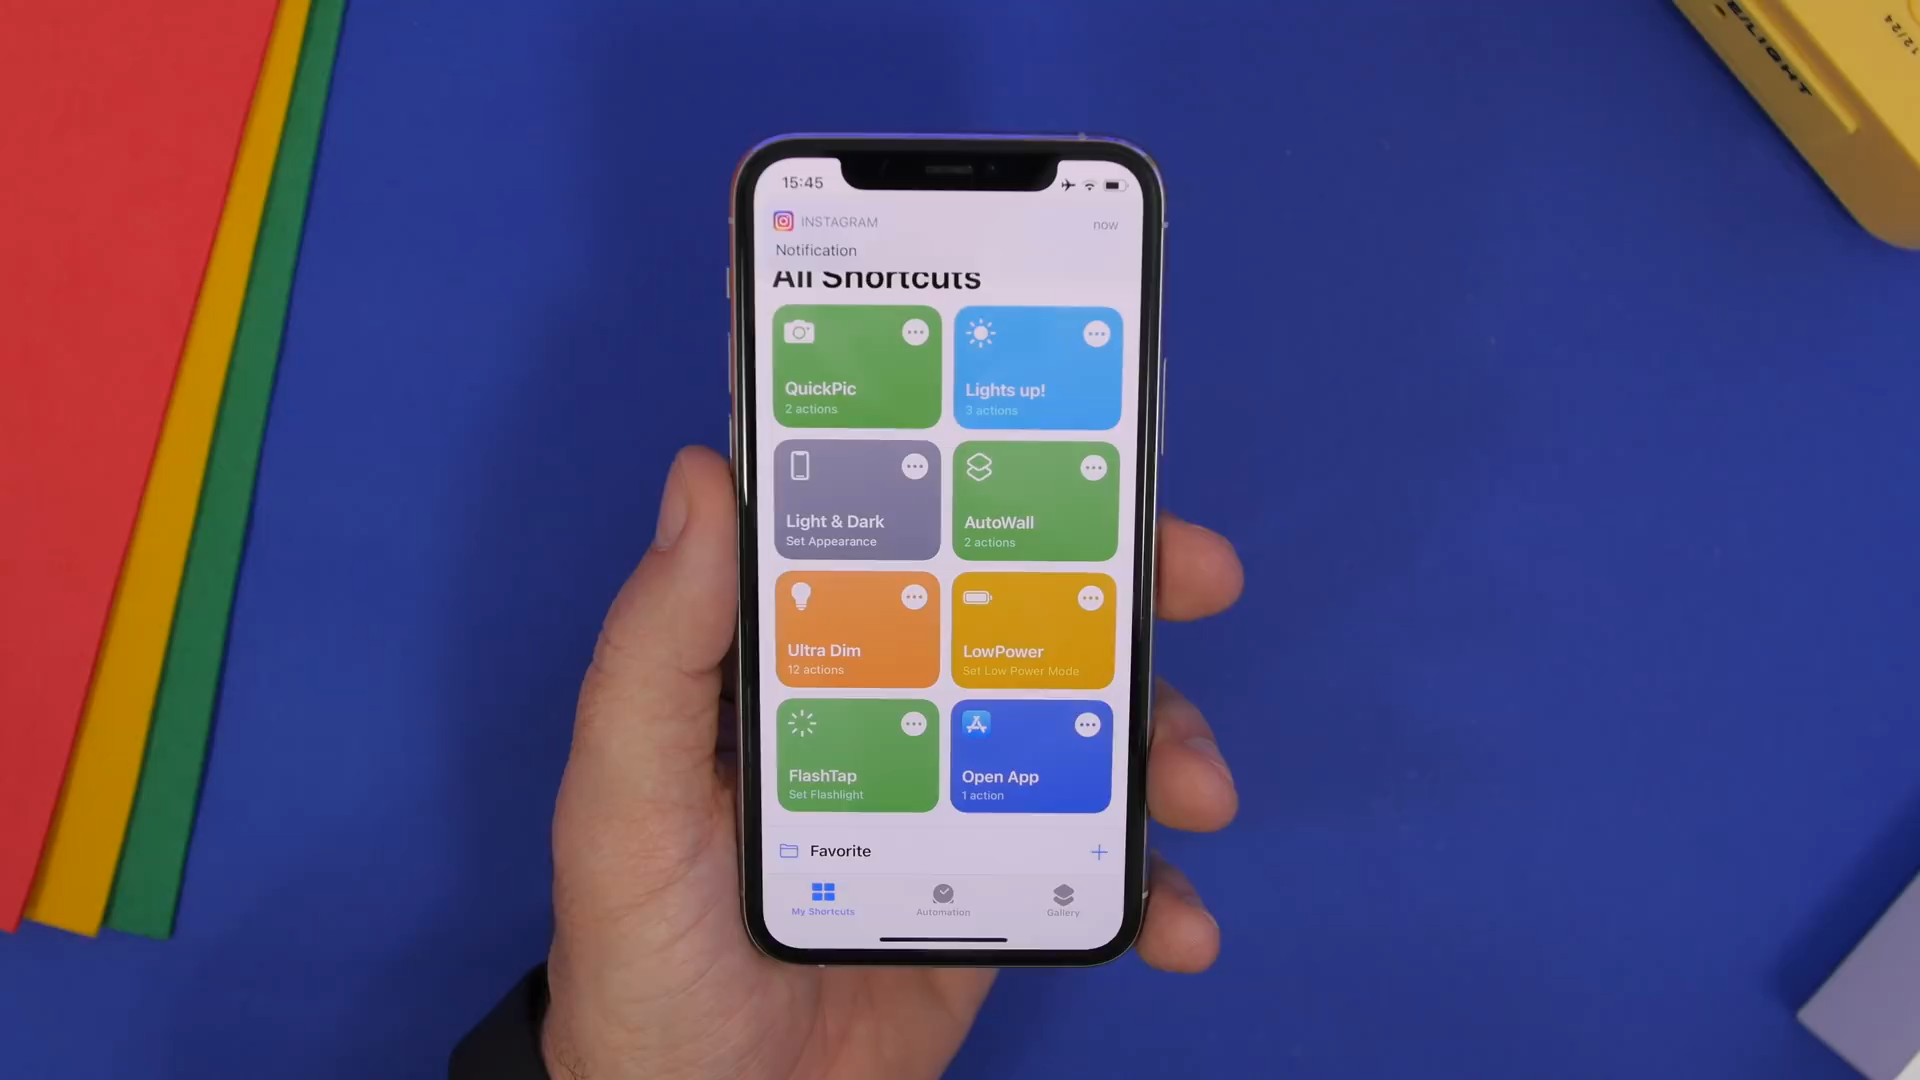 15:45
INSTAGRAM
now
Notification
All Shortcuts
QuickPic
2 actions
Lights up!
3 actions
Light & Dark
Set Appearance
AutoWall
2 actions
Ultra Dim
12 actions
LowPower
Set Low Power Mode
FlashTap
Set Flashlight
Open App
1 action
Favorite
My Shortcuts
Automation
Gallery
12/24